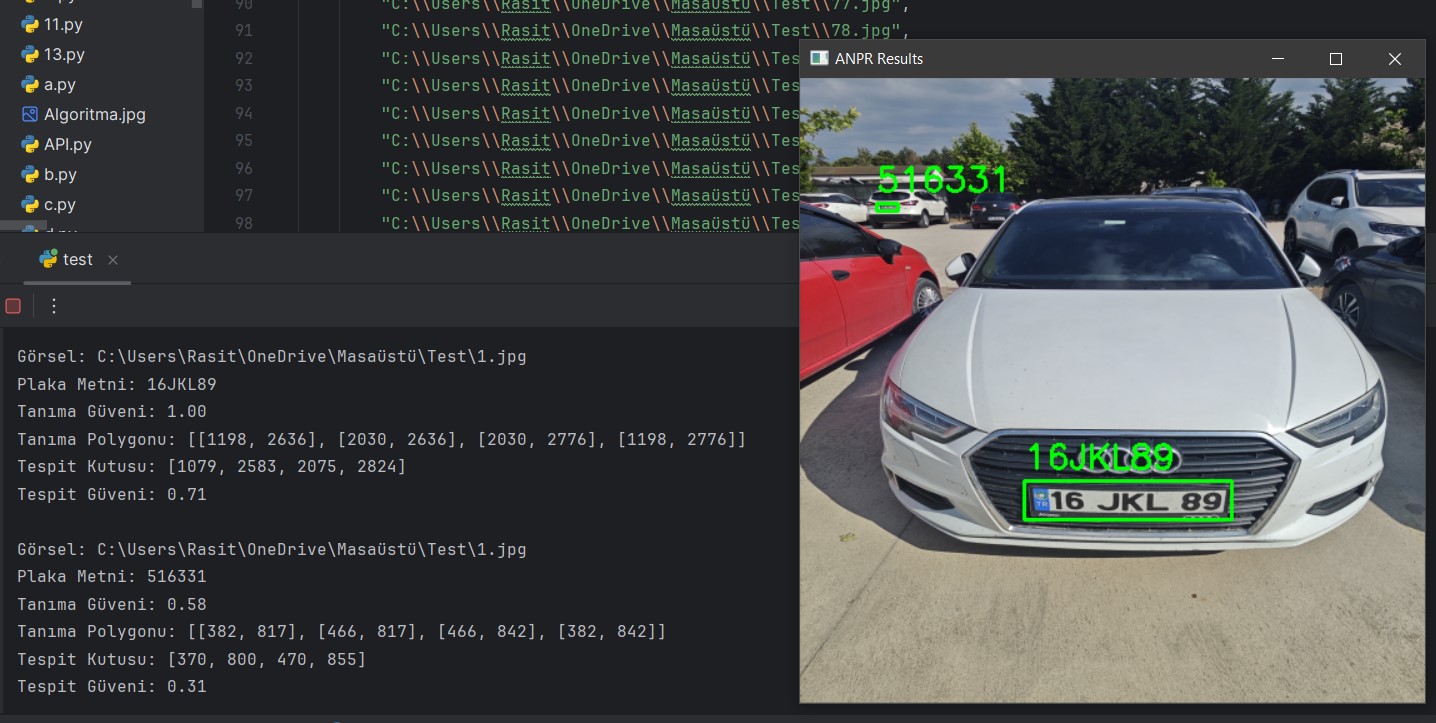 11.py
13.py
a.py
Algoritma.jpg
API.py
b.py
c.py
90 "C:\\Users\\Rasit\\OneDrive\\Masaüstü\\Test\\77.jpg",
91 "C:\\Users\\Rasit\\OneDrive\\Masaüstü\\Test\\78.jpg",
92 "C:\\Users\\Rasit\\OneDrive\\Masaüstü\\Tes
93 "C:\\Users\\Rasit\\OneDrive\\Masaüstü\\Tes
94 "C:\\Users\\Rasit\\OneDrive\\Masaüstü\\Tes
95 "C:\\Users\\Rasit\\OneDrive\\Masaüstü\\Tes
96 "C:\\Users\\Rasit\\OneDrive\\Masaüstü\\Tes
97 "C:\\Users\\Rasit\\OneDrive\\Masaüstü\\Tes
98 "C:\\Users\\Rasit\\OneDrive\\Masaüstü\\Tes
test
Görsel: C:\Users\Rasit\OneDrive\Masaüstü\Test\1.jpg
Plaka Metni: 16JKL89
Tanıma Güveni: 1.00
Tanıma Polygonu: [[1198, 2636], [2030, 2636], [2030, 2776], [1198, 2776]]
Tespit Kutusu: [1079, 2583, 2075, 2824]
Tespit Güveni: 0.71
Görsel: C:\Users\Rasit\OneDrive\Masaüstü\Test\1.jpg
Plaka Metni: 516331
Tanıma Güveni: 0.58
Tanıma Polygonu: [[382, 817], [466, 817], [466, 842], [382, 842]]
Tespit Kutusu: [370, 800, 470, 855]
Tespit Güveni: 0.31
ANPR Results
516331
16JKL89
TR 16 JKL 89